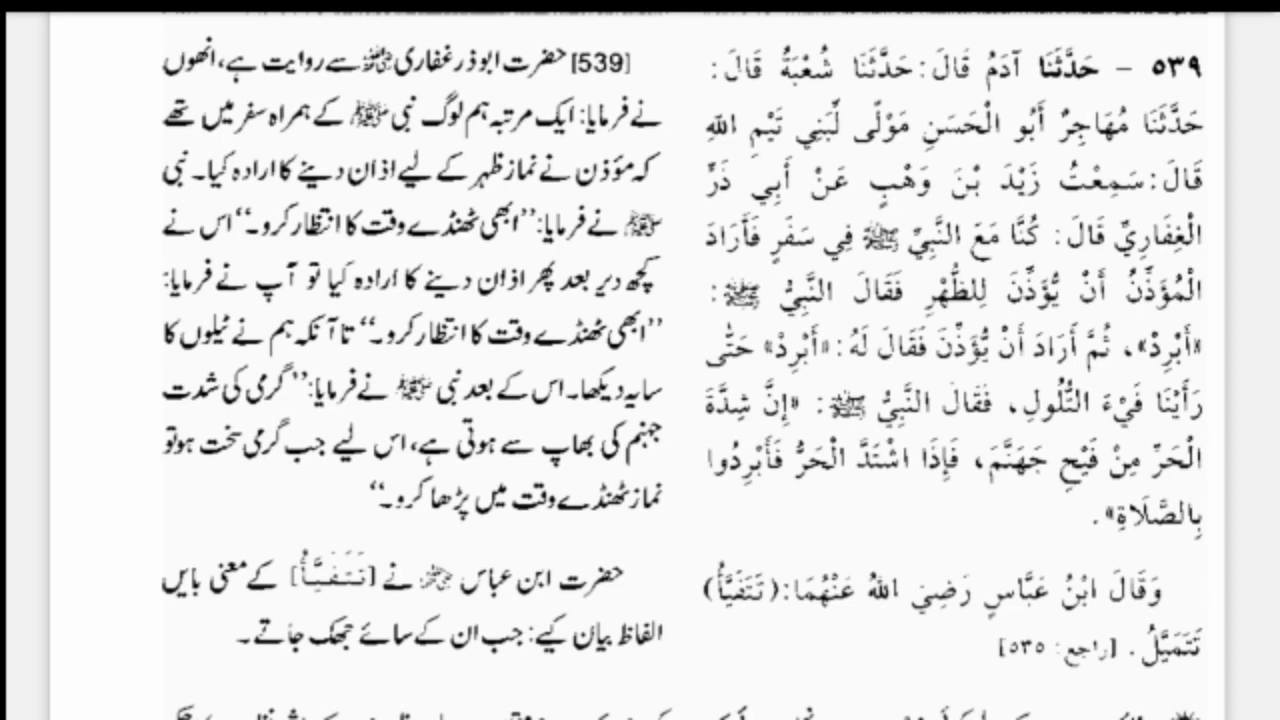 ٥٣٩ - حَدَّثَنَا آدَمُ قَالَ: حَدَّثَنَا شُعْبَةُ قَالَ:
حَدَّثَنَا مُهَاجِرٌ أَبُو الْحَسَنِ مَوْلًى لِّبَنِي تَيْمِ اللهِ
قَالَ: سَمِعْتُ زَيْدَ بْنَ وَهْبٍ عَنْ أَبِي ذَرٍّ
الْغِفَارِيِّ قَالَ: كُنَّا مَعَ النَّبِيِّ ﷺ فِي سَفَرٍ فَأَرَادَ
الْمُؤَذِّنُ أَنْ يُّؤَذِّنَ لِلظُّهْرِ فَقَالَ النَّبِيُّ ﷺ:
«أَبْرِدْ»، ثُمَّ أَرَادَ أَنْ يُّؤَذِّنَ فَقَالَ لَهُ: «أَبْرِدْ» حَتَّى
رَأَيْنَا فَيْءَ التُّلُولِ، فَقَالَ النَّبِيُّ ﷺ: «إِنَّ شِدَّةَ
الْحَرِّ مِنْ فَيْحِ جَهَنَّمَ، فَإِذَا اشْتَدَّ الْحَرُّ فَأَبْرِدُوا
بِالصَّلَاةِ».
وَقَالَ ابْنُ عَبَّاسٍ رَضِيَ اللهُ عَنْهُمَا: (تَتَفَيَّأُ)
تَتَمَيَّلُ. [راجع: ٥٣٥]
[539] حضرت ابوذر غفاری ؓ سے روایت ہے، انھوں
نے فرمایا: ایک مرتبہ ہم لوگ نبی ﷺ کے ہمراہ سفر میں تھے
کہ مؤذن نے نماز ظہر کے لیے اذان دینے کا ارادہ کیا۔ نبی
ﷺ نے فرمایا: ’’ابھی ٹھنڈے وقت کا انتظار کرو۔‘‘ اس نے
کچھ دیر بعد پھر اذان دینے کا ارادہ کیا تو آپ نے فرمایا:
’’ابھی ٹھنڈے وقت کا انتظار کرو۔‘‘ تا آنکہ ہم نے ٹیلوں کا
سایہ دیکھا۔ اس کے بعد نبی ﷺ نے فرمایا: ’’گرمی کی شدت
جہنم کی بھاپ سے ہوتی ہے، اس لیے جب گرمی سخت ہو تو
نماز ٹھنڈے وقت میں پڑھا کرو۔‘‘
حضرت ابن عباس ؓ نے [تَتَفَيَّأُ] کے معنی بایں
الفاظ بیان کیے: جب ان کے سائے جھک جاتے۔